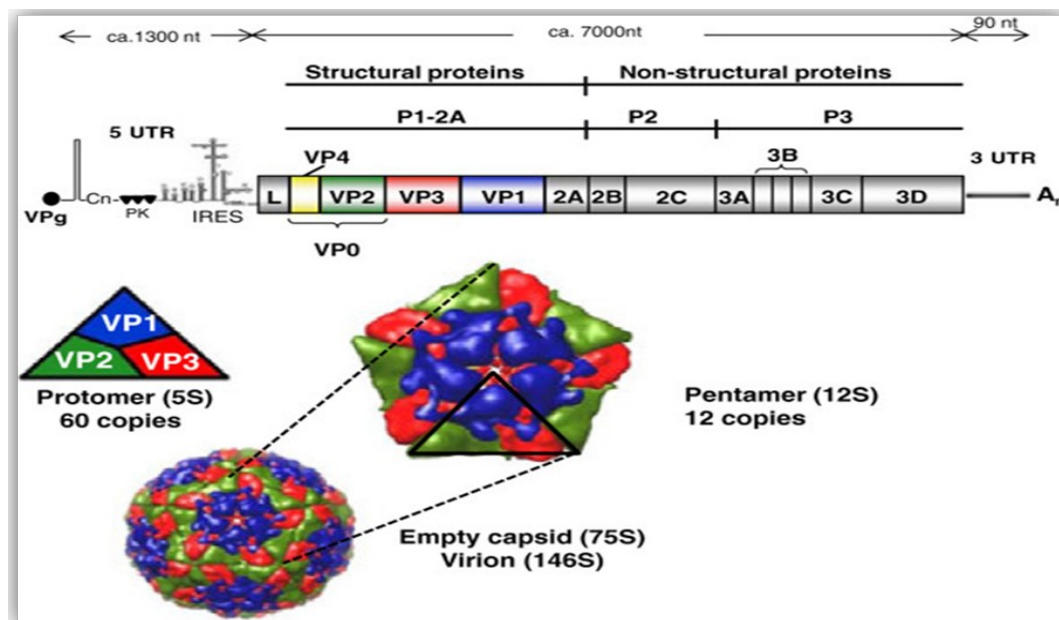 ca.1300 nt
ca. 7000nt
90 nt
Structural proteins
Non-structural proteins
P1-2A
P2
P3
5 UTR
VP4
3B
3 UTR
VPg
Cn
PK
IRES
L
VP2
VP3
VP1
2A
2B
2C
3A
3C
3D
VP0
VP1
VP2
VP3
Protomer (5S)
60 copies
Pentamer (12S)
12 copies
Empty capsid (75S)
Virion (146S)